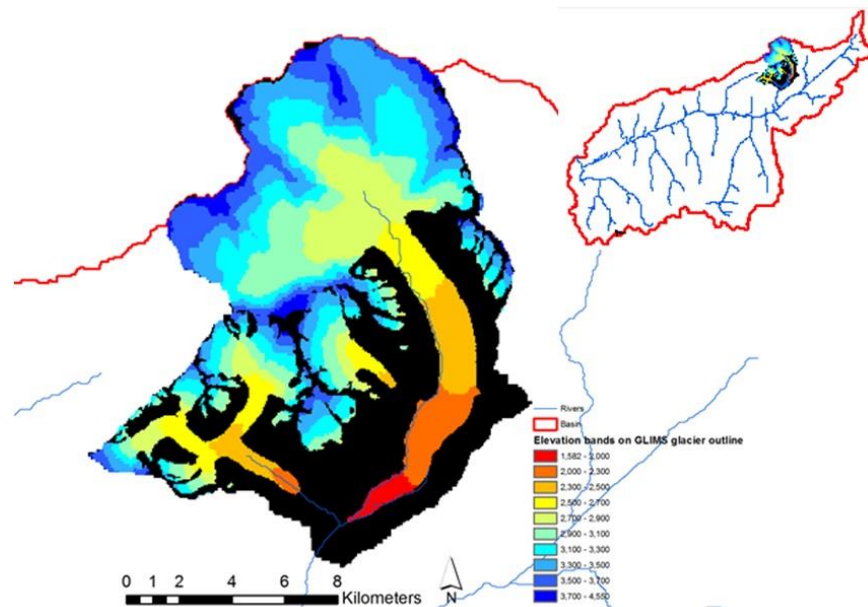 Rivers
Basin
Elevation bands on GLIMS glacier outline
1,582 - 2,000
2,000 - 2,300
2,300 - 2,500
2,500 - 2,700
2,700 - 2,900
2,900 - 3,100
3,100 - 3,300
3,300 - 3,500
3,500 - 3,700
3,700 - 4,550
0 1 2 4 6 8
Kilometers
N